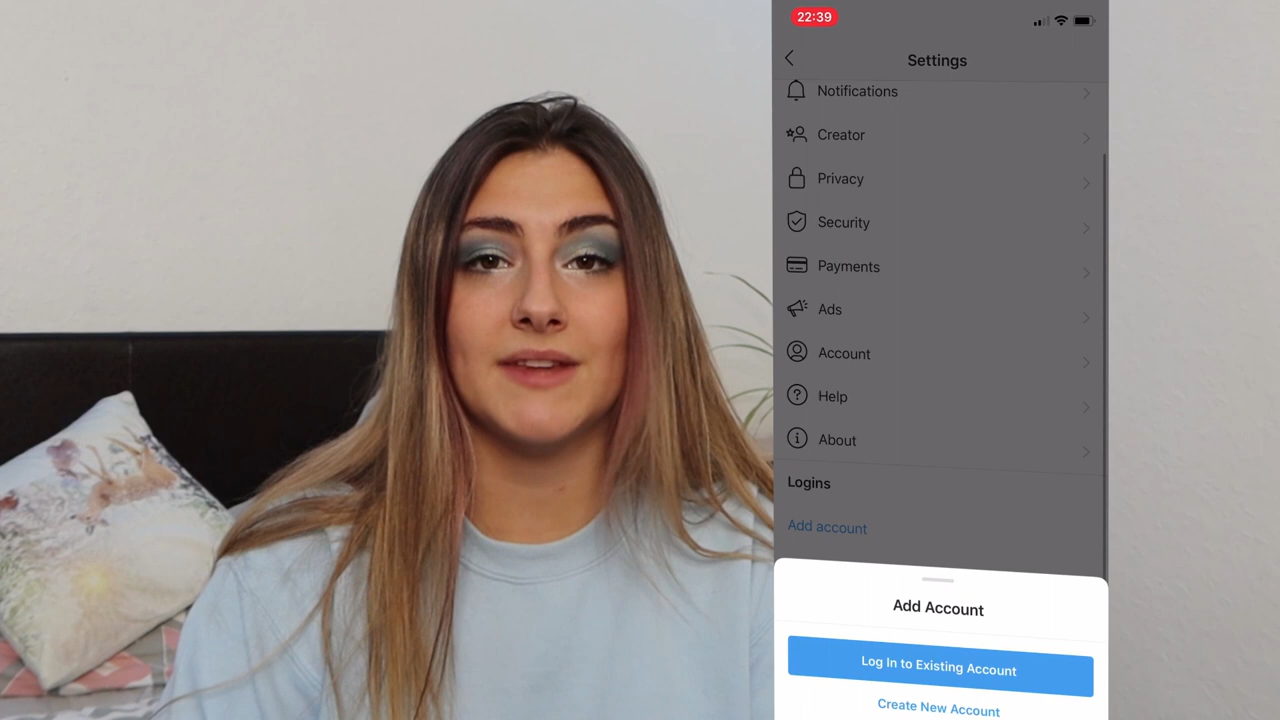 22:39
Settings
Notifications
Creator
Privacy
Security
Payments
Ads
Account
Help
About
Logins
Add account
Add Account
Log In to Existing Account
Create New Account